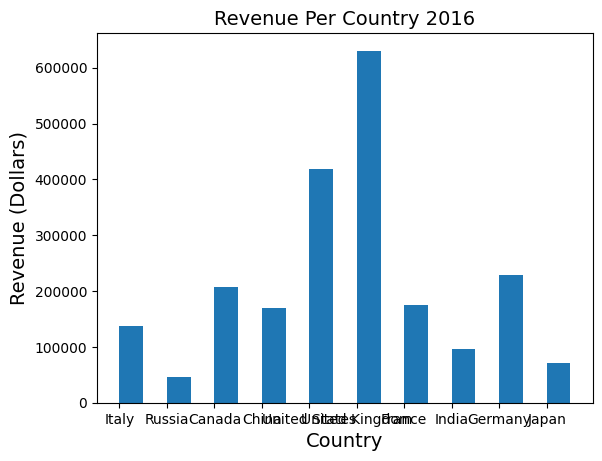 Revenue Per Country 2016
Revenue (Dollars)
600000
500000
400000
300000
200000
100000
0
Italy Russia Canada China United States United Kingdom France India Germany Japan
Country